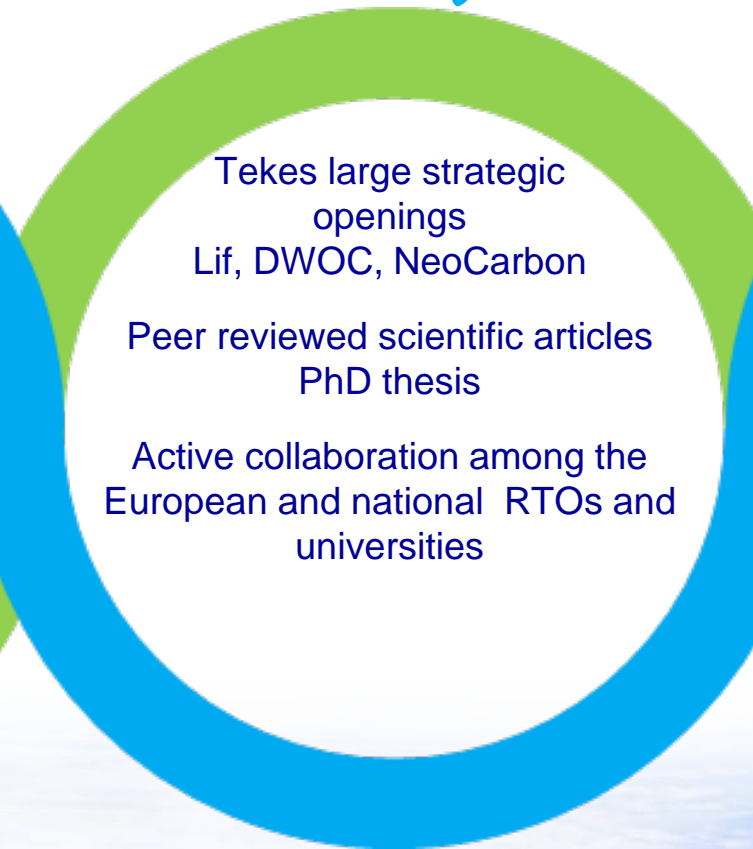 Tekes large strategic
openings
Lif, DWOC, NeoCarbon
Peer reviewed scientific articles
PhD thesis
Active collaboration among the
European and national RTOs and
universities